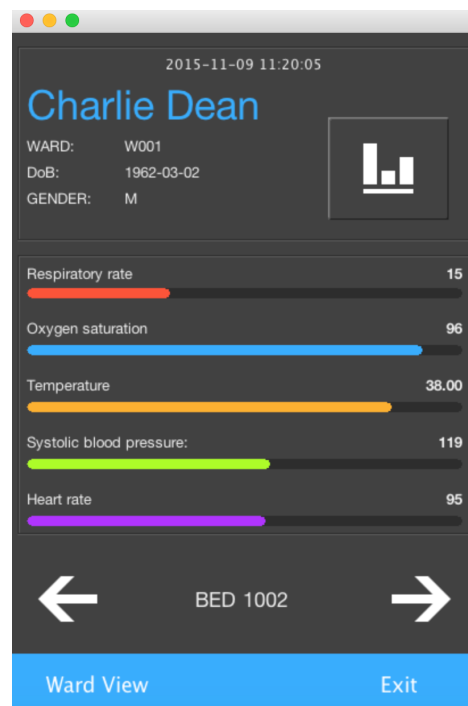 2015-11-09 11:20:05
Charlie Dean
WARD: W001
DoB: 1962-03-02
GENDER: M
Respiratory rate 15
Oxygen saturation 96
Temperature 38.00
Systolic blood pressure: 119
Heart rate 95
BED 1002
Ward View Exit